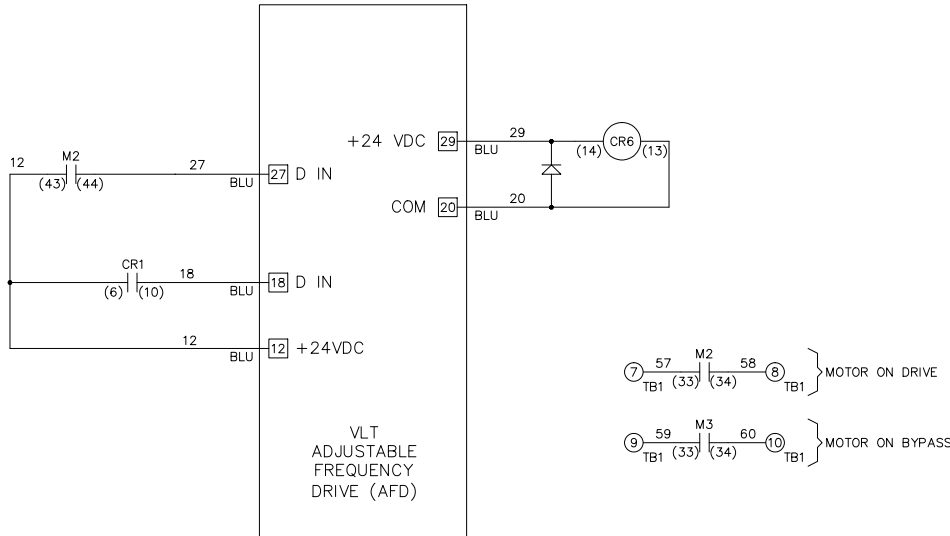 29
+24 VDC 29 BLU (14) CR6 (13)
12 M2 27
(43) (44) BLU 27 D IN
20
COM 20 BLU
CR1 18
(6) (10) BLU 18 D IN
12
BLU 12 +24VDC
7 57 M2 58 8 MOTOR ON DRIVE
TB1 (33) (34) TB1
9 59 M3 60 10 MOTOR ON BYPASS
TB1 (33) (34) TB1
VLT
ADJUSTABLE
FREQUENCY
DRIVE (AFD)